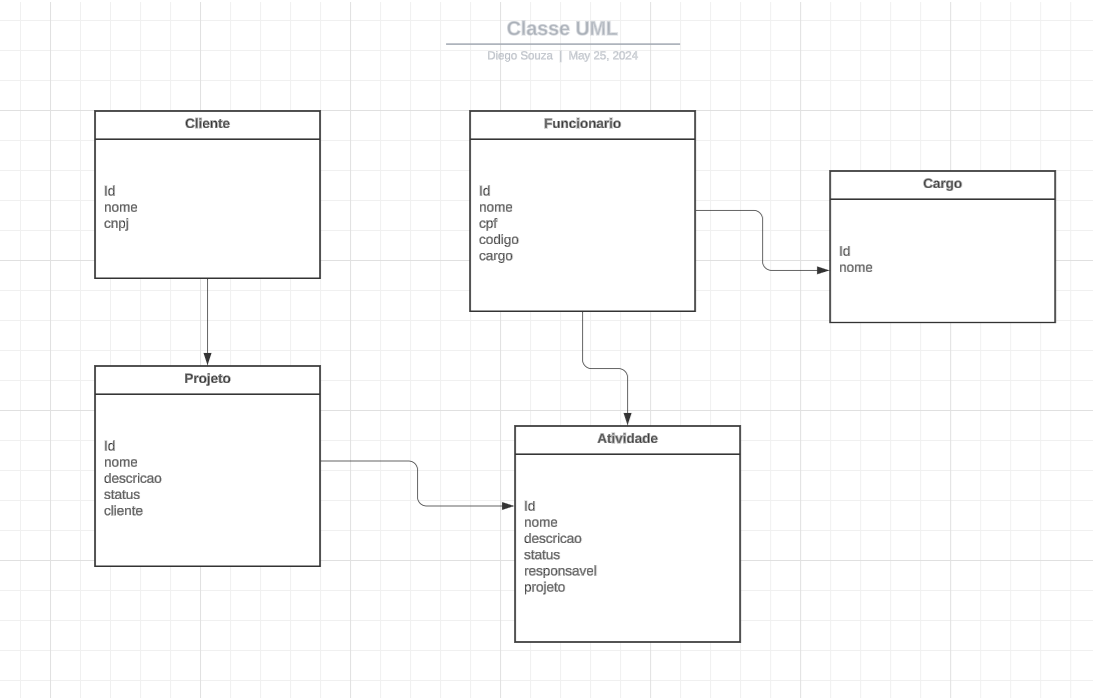 Classe UML
Diego Souza | May 25, 2024
Cliente
Id
nome
cnpj
Funcionario
Id
nome
cpf
codigo
cargo
Cargo
Id
nome
Projeto
Id
nome
descricao
status
cliente
Atividade
Id
nome
descricao
status
responsavel
projeto